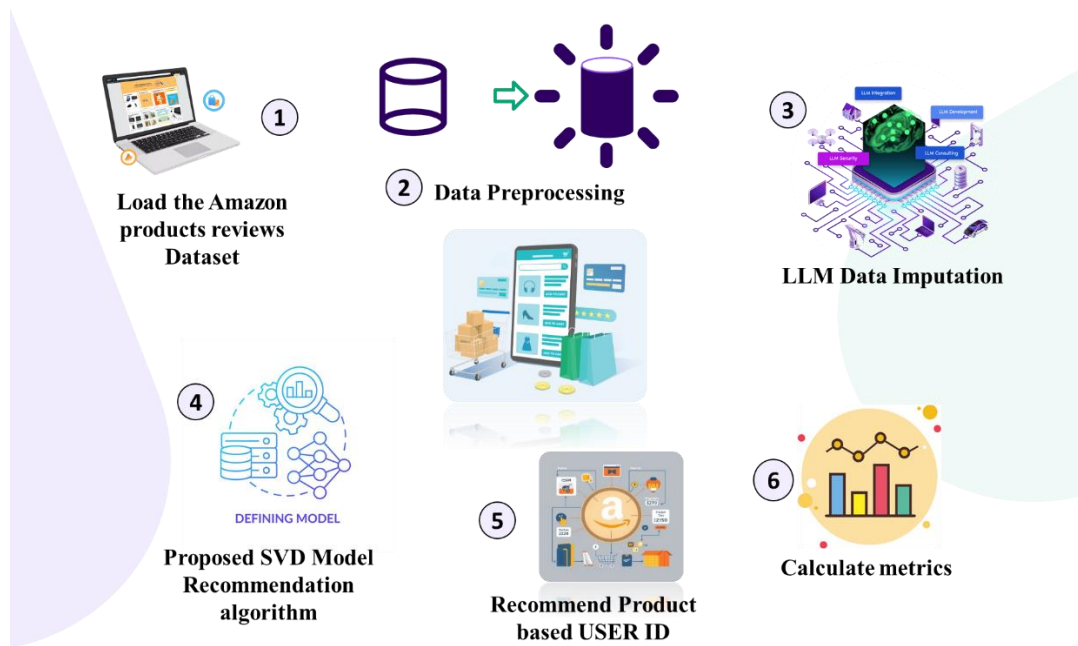 1
Load the Amazon
products reviews
Dataset
2
Data Preprocessing
3
LLM Integration
LLM Development
LLM Security
LLM Consulting
LLM Data Imputation
4
DEFINING MODEL
Proposed SVD Model
Recommendation
algorithm
5
a
Recommend Product
based USER ID
6
Calculate metrics